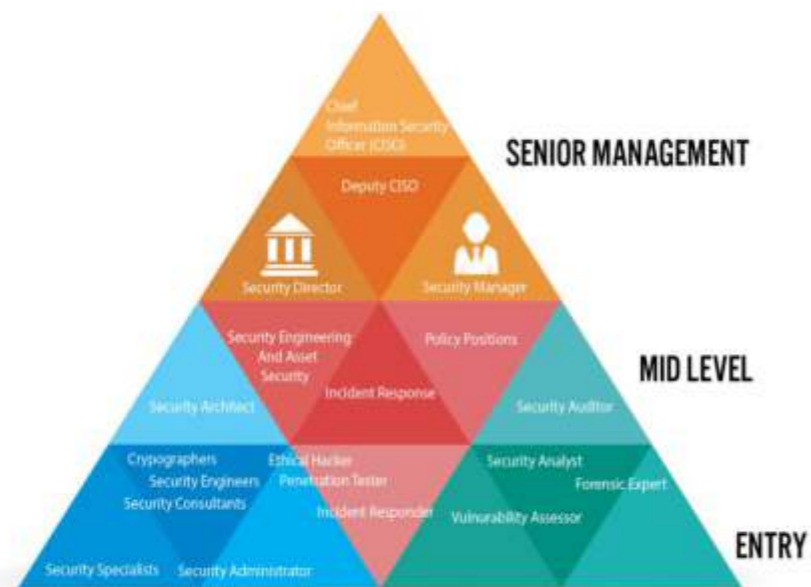 Chief
Information Security
Officer (CISO)
SENIOR MANAGEMENT
Deputy CISO
Security Director
Security Manager
Security Engineering
And Asset
Security
Policy Positions
MID LEVEL
Incident Response
Security Architect
Security Auditor
Crypographers
Security Engineers
Security Consultants
Ethical Hacker
Penetration Tester
Incident Responder
Security Analyst
Forensic Expert
Vulnurability Assessor
ENTRY
Security Specialists
Security Administrator